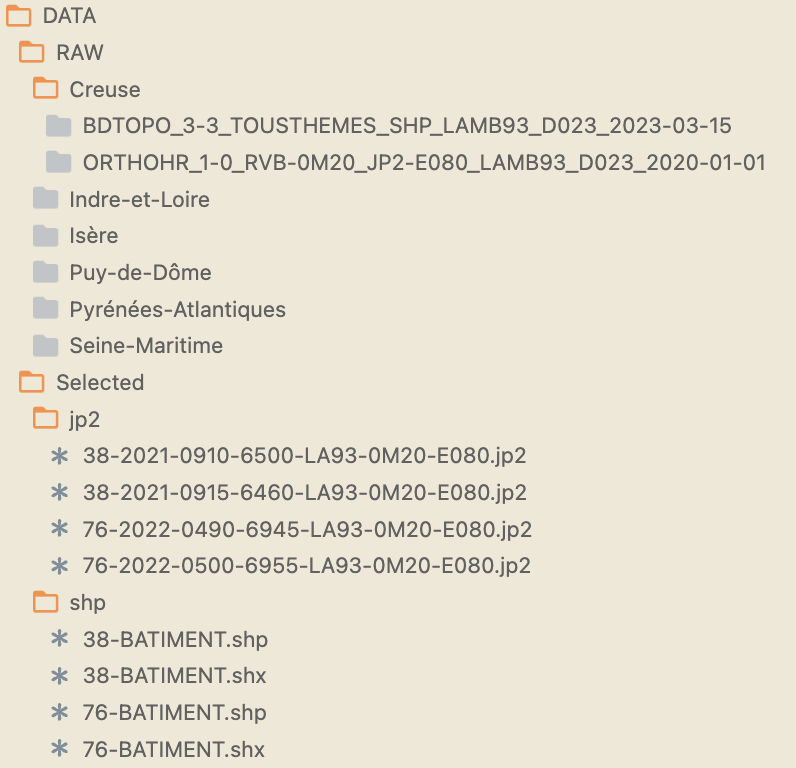 DATA
RAW
Creuse
BDTOPO_3-3_TOUSTHEMES_SHP_LAMB93_D023_2023-03-15
ORTHOHR_1-0_RVB-0M20_JP2-E080_LAMB93_D023_2020-01-01
Indre-et-Loire
Isère
Puy-de-Dôme
Pyrénées-Atlantiques
Seine-Maritime
Selected
jp2
38-2021-0910-6500-LA93-0M20-E080.jp2
38-2021-0915-6460-LA93-0M20-E080.jp2
76-2022-0490-6945-LA93-0M20-E080.jp2
76-2022-0500-6955-LA93-0M20-E080.jp2
shp
38-BATIMENT.shp
38-BATIMENT.shx
76-BATIMENT.shp
76-BATIMENT.shx